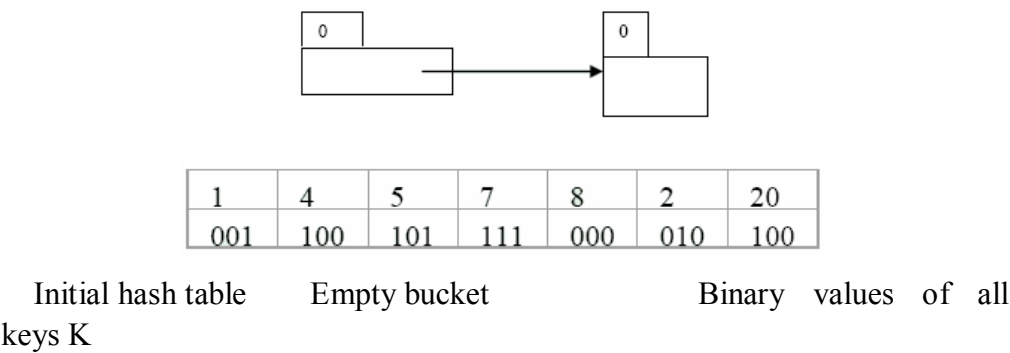 0 0
1 4 5 7 8 2 20
001 100 101 111 000 010 100
Initial hash table Empty bucket Binary values of all
keys K